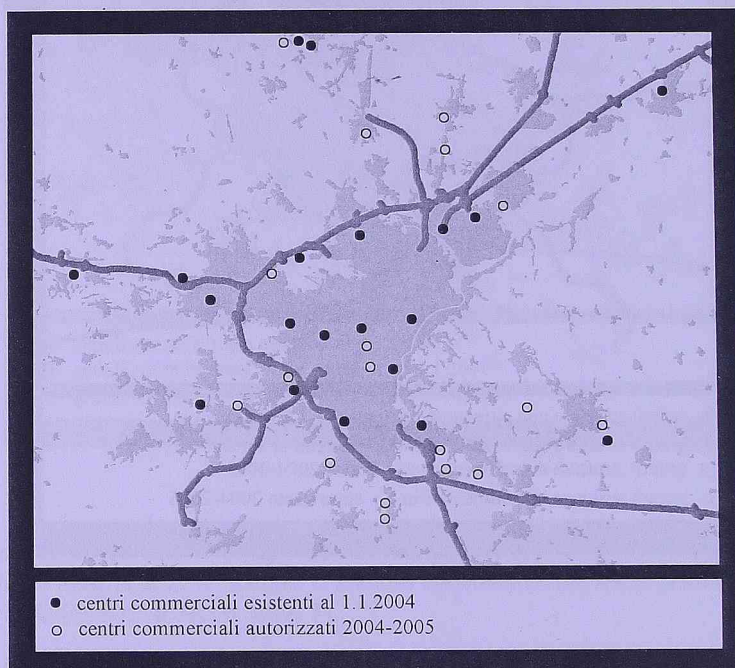 centri commerciali esistenti al 1.1.2004
centri commerciali autorizzati 2004-2005